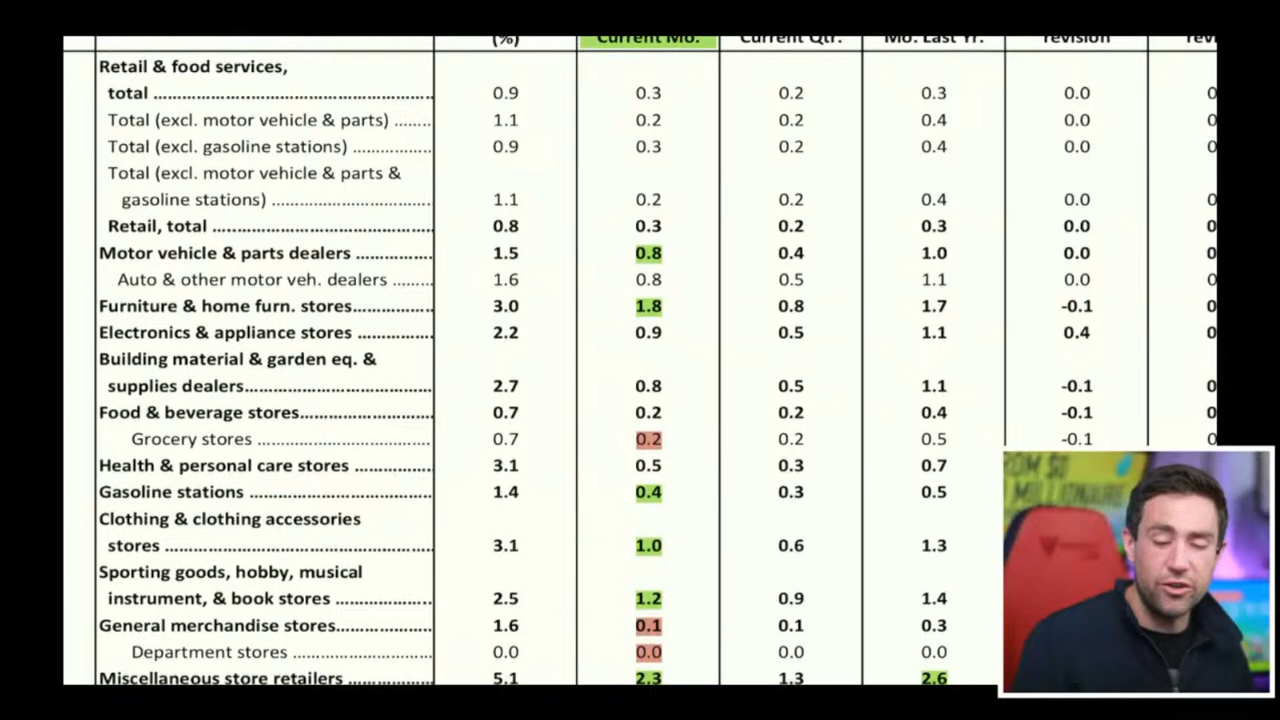 (%) Current Mo. Current Qtr. Mo. Last Yr. revision
Retail & food services,
total 0.9 0.3 0.2 0.3 0.0 0
Total (excl. motor vehicle & parts) 1.1 0.2 0.2 0.4 0.0 0
Total (excl. gasoline stations) 0.9 0.3 0.2 0.4 0.0 0
Total (excl. motor vehicle & parts &
gasoline stations) 1.1 0.2 0.2 0.4 0.0 0
Retail, total 0.8 0.3 0.2 0.3 0.0 0
Motor vehicle & parts dealers 1.5 0.8 0.4 1.0 0.0 0
Auto & other motor veh. dealers 1.6 0.8 0.5 1.1 0.0 0
Furniture & home furn. stores 3.0 1.8 0.8 1.7 -0.1 0
Electronics & appliance stores 2.2 0.9 0.5 1.1 0.4 0
Building material & garden eq. &
supplies dealers 2.7 0.8 0.5 1.1 -0.1 0
Food & beverage stores 0.7 0.2 0.2 0.4 -0.1 0
Grocery stores 0.7 0.2 0.2 0.5 -0.1 0
Health & personal care stores 3.1 0.5 0.3 0.7
Gasoline stations 1.4 0.4 0.3 0.5
Clothing & clothing accessories
stores 3.1 1.0 0.6 1.3
Sporting goods, hobby, musical
instrument, & book stores 2.5 1.2 0.9 1.4
General merchandise stores 1.6 0.1 0.1 0.3
Department stores 0.0 0.0 0.0 0.0
Miscellaneous store retailers 5.1 2.3 1.3 2.6